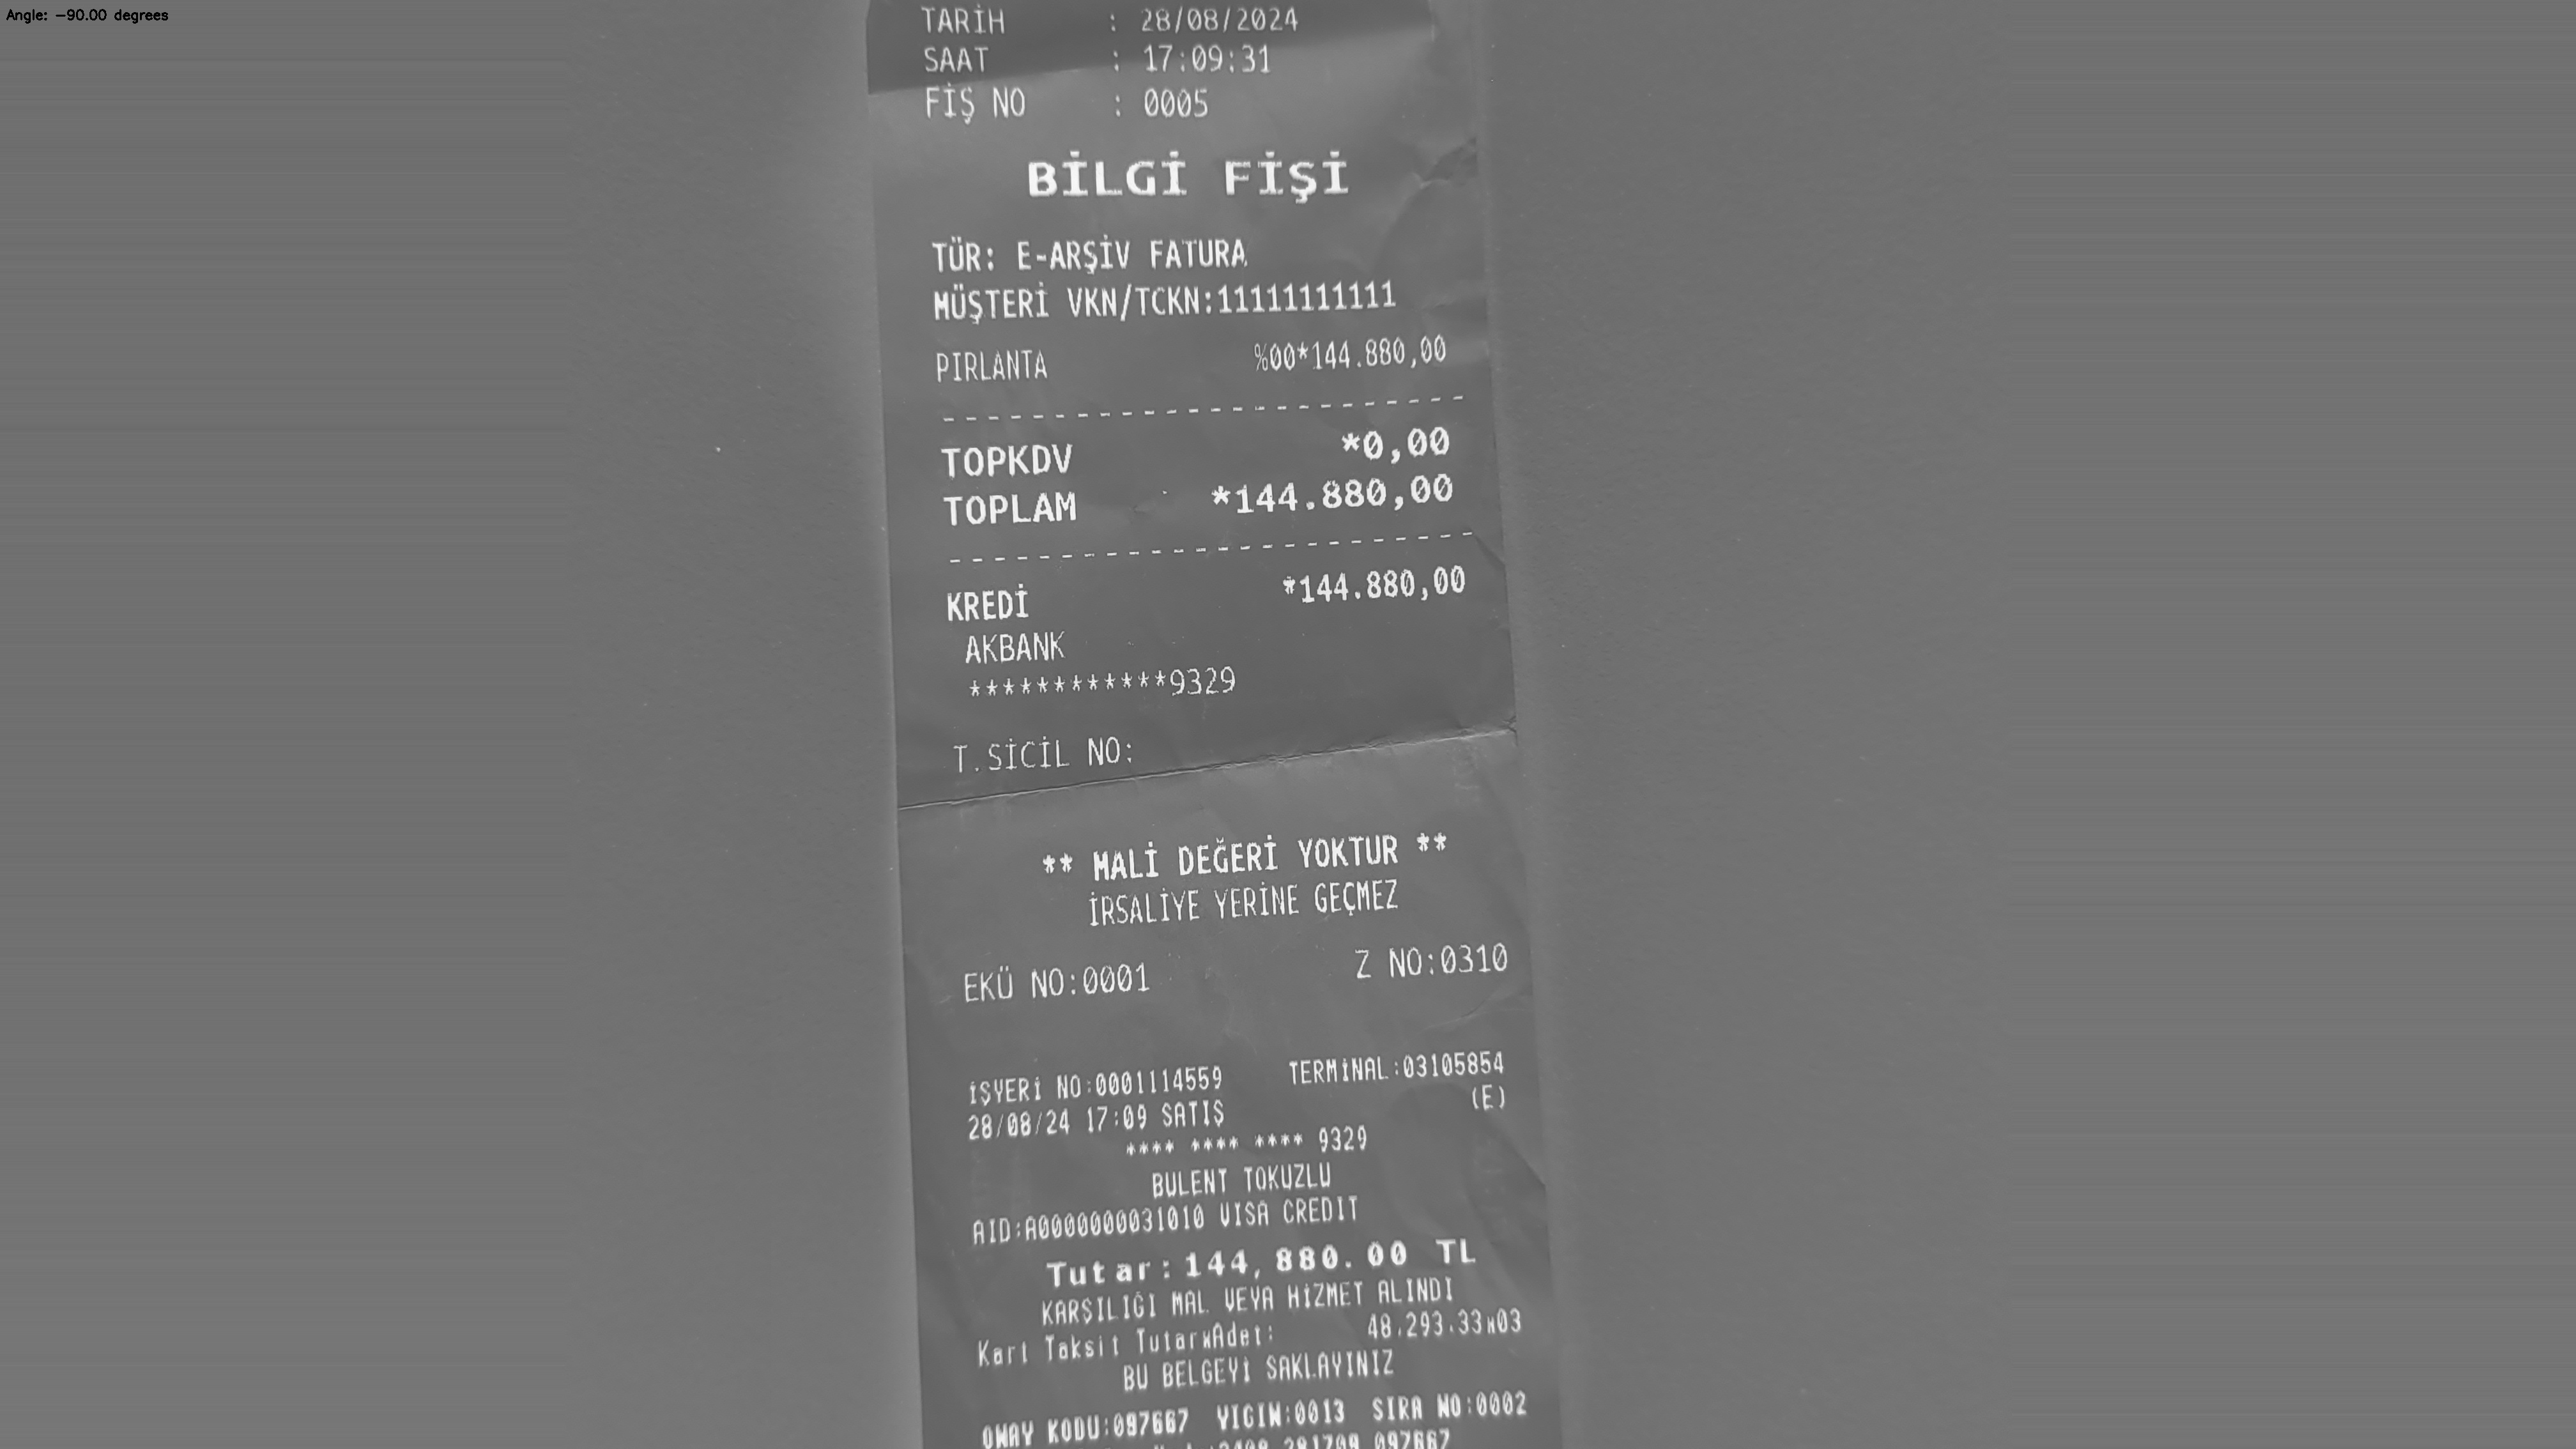 Angle: −90.00 degrees
TARİH : 28/08/2024
SAAT : 17:09:31
FİŞ NO : 0005
BİLGİ FİŞİ
TÜR: E-ARŞİV FATURA
MÜŞTERİ VKN/TCKN:11111111111
PIRLANTA %00*144.880,00
------------------------
TOPKDV *0,00
TOPLAM *144.880,00
------------------------
KREDİ *144.880,00
AKBANK
************9329
T.SİCİL NO:
** MALİ DEĞERİ YOKTUR **
İRSALİYE YERİNE GEÇMEZ
EKÜ NO:0001 Z NO:0310
İŞYERİ NO:0001114559 TERMİNAL:03105854
28/08/24 17:09 SATIŞ (E)
**** **** **** 9329
BULENT TOKUZLU
AID:A0000000031010 VISA CREDIT
Tutar:144,880.00 TL
KARŞILIĞI MAL VEYA HİZMET ALINDI
Kart Taksit TutarxAdet: 48.293.33x03
BU BELGEYİ SAKLAYINIZ
ONAY KODU:097667 YIGIN:0013 SIRA NO:0002